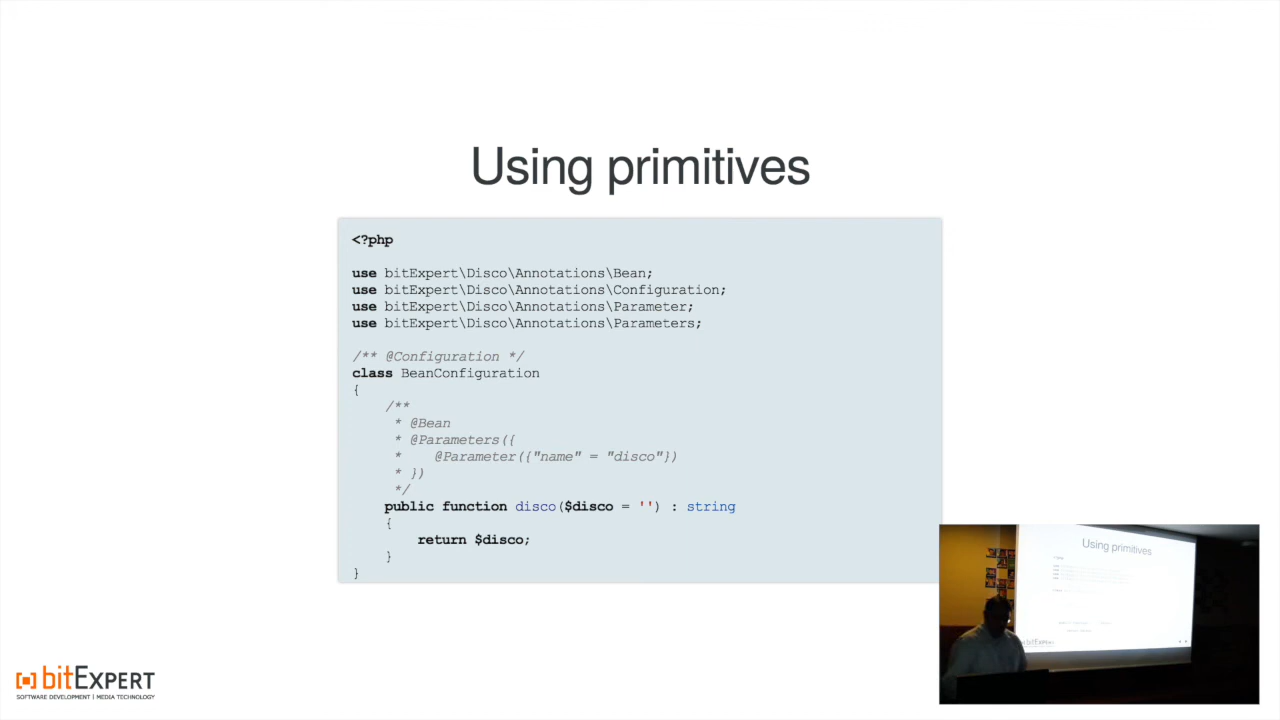 Using primitives
<?php
use bitExpert\Disco\Annotations\Bean;
use bitExpert\Disco\Annotations\Configuration;
use bitExpert\Disco\Annotations\Parameter;
use bitExpert\Disco\Annotations\Parameters;
/** @Configuration */
class BeanConfiguration
{
    /**
     * @Bean
     * @Parameters({
     *    @Parameter({"name" = "disco"})
     * })
     */
    public function disco($disco = '') : string
    {
        return $disco;
    }
}
bitExpert
SOFTWARE DEVELOPMENT | MEDIA TECHNOLOGY
Using primitives
bitExpert